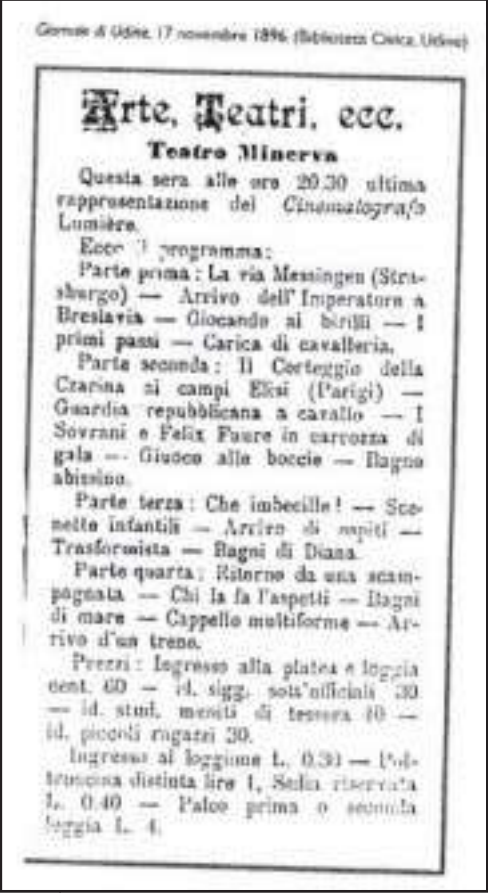 Giornale di Udine, 17 novembre 1896 (Biblioteca Civica, Udine)
Arte, Teatri, ecc.
Teatro Minerva
Questa sera alle ore 20.30 ultima
rappresentazione del Cinematografo
Lumière.
Ecco programma:
Parte prima: La via Messingen (Stra-
sburgo) — Arrivo dell'Imperatore a
Breslavia — Giocando ai birilli — I
primi passi — Carica di cavalleria.
Parte seconda: Il Corteggio della
Czarina ai campi Elisi (Parigi) —
Guardia repubblicana a cavallo — I
Sovrani e Felix Faure in carrozza di
gala — Giuoco alle boccie — Bagno
abissino.
Parte terza: Che imbecille! — Sce-
nette infantili — Arrivo di ospiti —
Trasformista — Bagni di Diana.
Parte quarta: Ritorno da una scam-
pagnata — Chi la fa l'aspetti — Bagni
di mare — Cappello multiforme — Ar-
rivo d'un treno.
Prezzi: Ingresso alla platea e loggia
cent. 60 — id. sigg. sott'ufficiali 30
— id. stud. muniti di tessera 40 —
id. piccoli ragazzi 30.
Ingresso al loggione L. 0.30 — Pol-
troncina distinta lire 1, Sedia riservata
L. 0.40 — Palco prima o seconda
loggia L. 4.